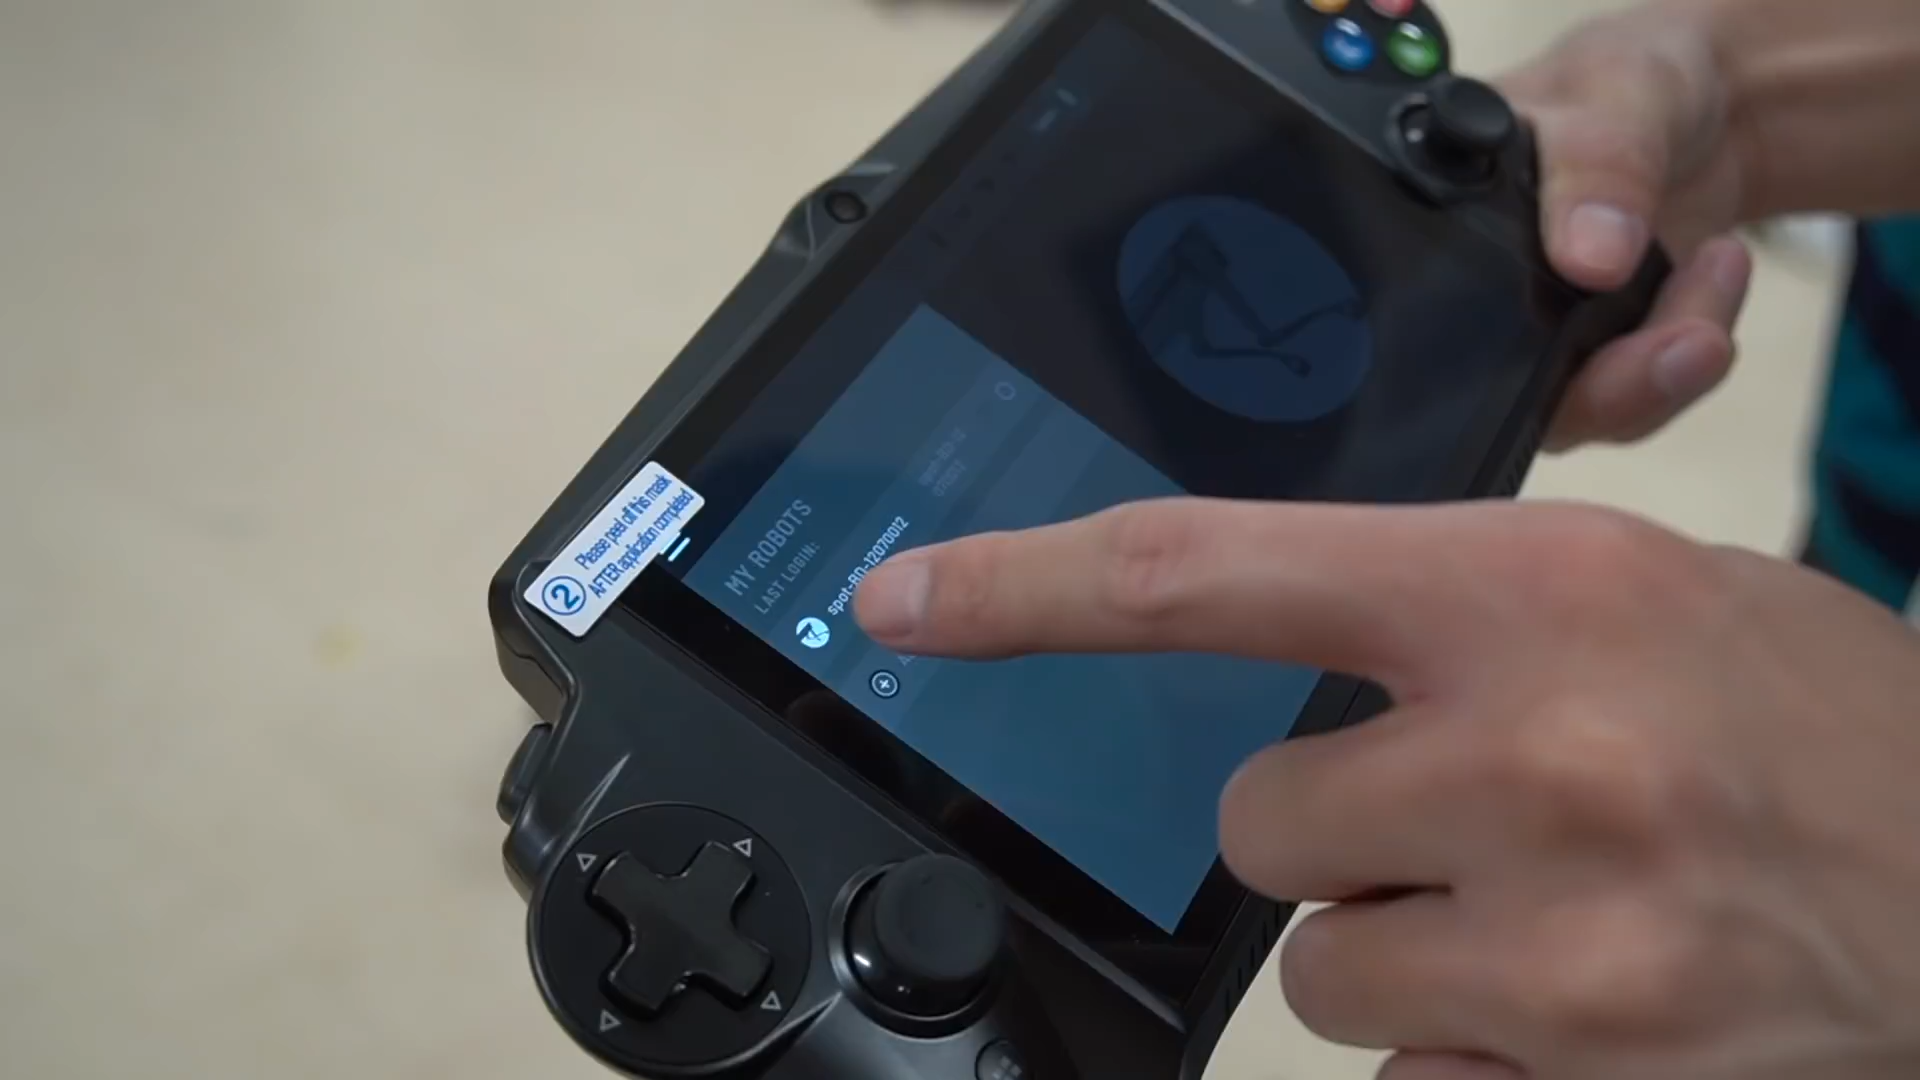 2
Please peel off this mask
AFTER application completed
MY ROBOTS
LAST LOGIN:
spot-BD-12070012